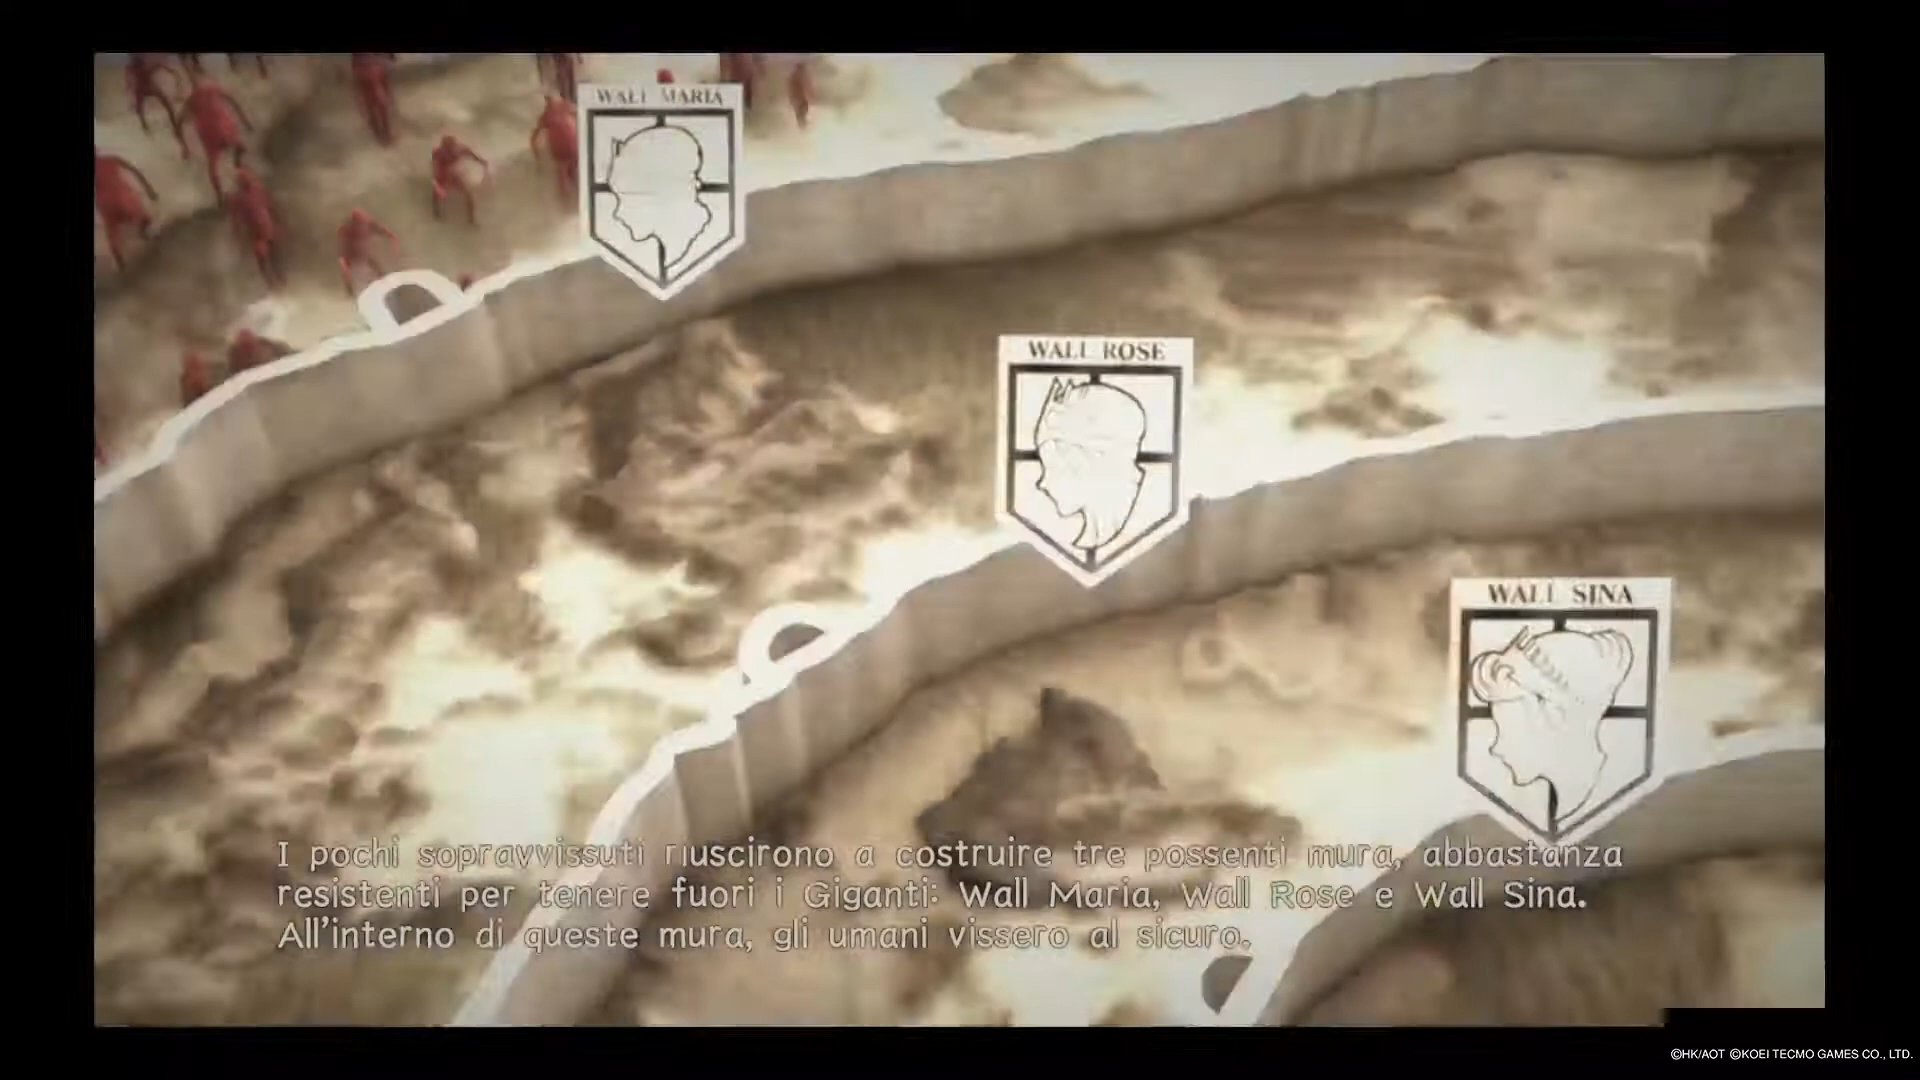 WALL MARIA
WALL ROSE
WALL SINA
I pochi sopravvissuti riuscirono a costruire tre possenti mura, abbastanza
resistenti per tenere fuori i Giganti: Wall Maria, Wall Rose e Wall Sina.
All'interno di queste mura, gli umani vissero al sicuro.
©HK/AOT ©KOEI TECMO GAMES CO., LTD.